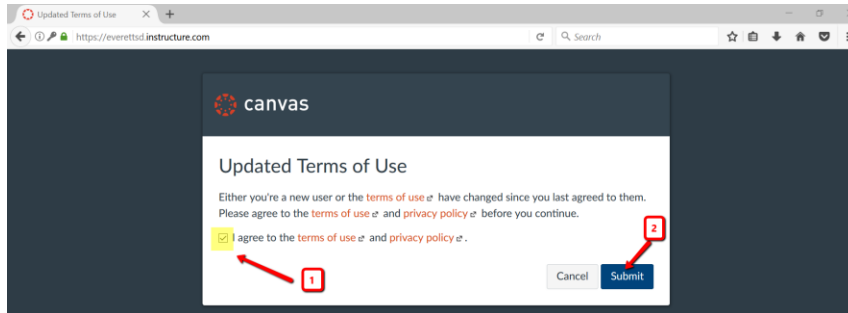 Updated Terms of Use
https://everettsd.instructure.com
Search
canvas
Updated Terms of Use
Either you're a new user or the terms of use have changed since you last agreed to them.
Please agree to the terms of use and privacy policy before you continue.
I agree to the terms of use and privacy policy.
2
1
Cancel Submit